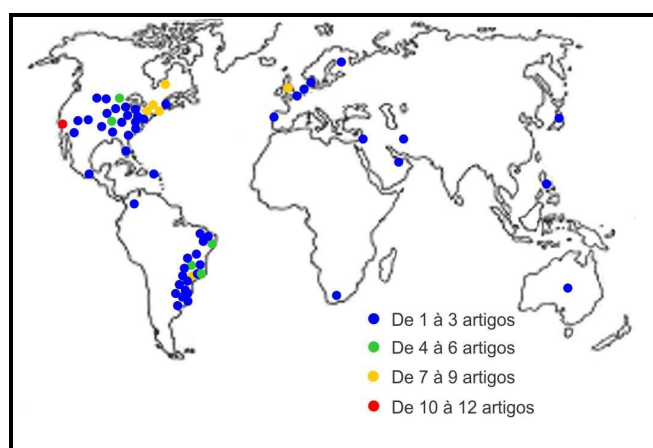 De 1 à 3 artigos
De 4 à 6 artigos
De 7 à 9 artigos
De 10 à 12 artigos